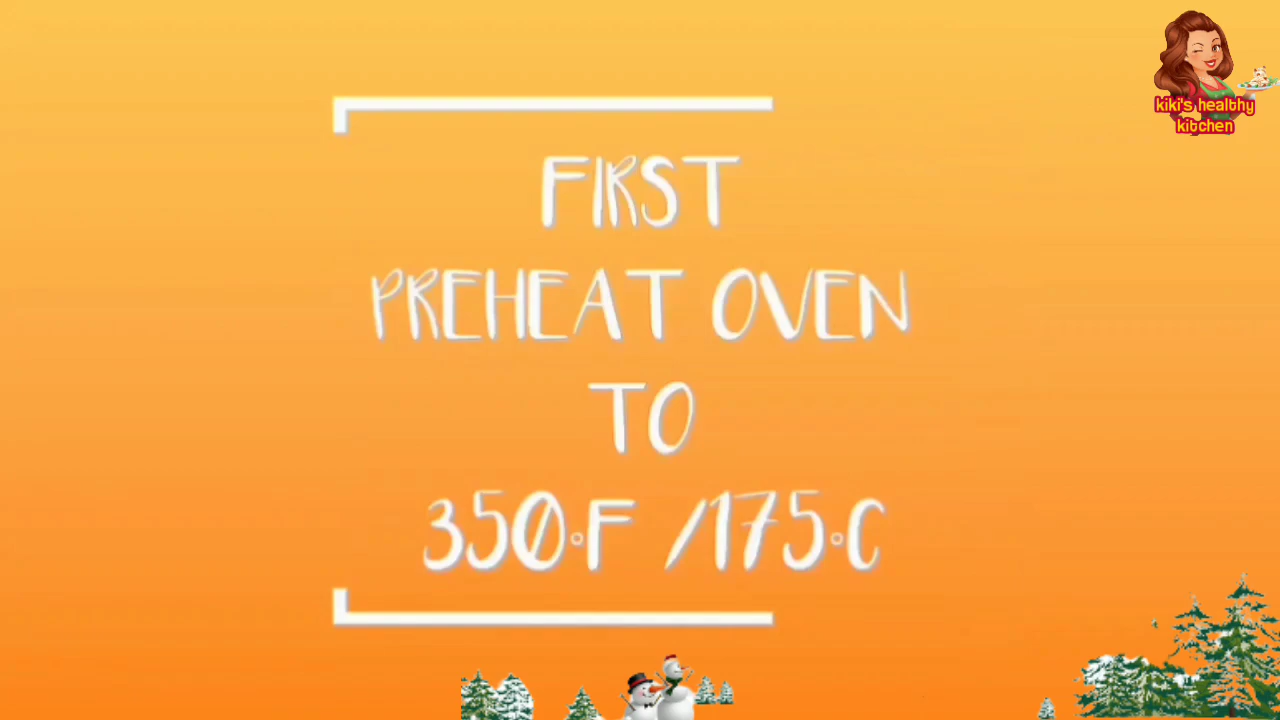 kiki's healthy
kitchen
FIRST
PREHEAT OVEN
TO
350°F /175°C